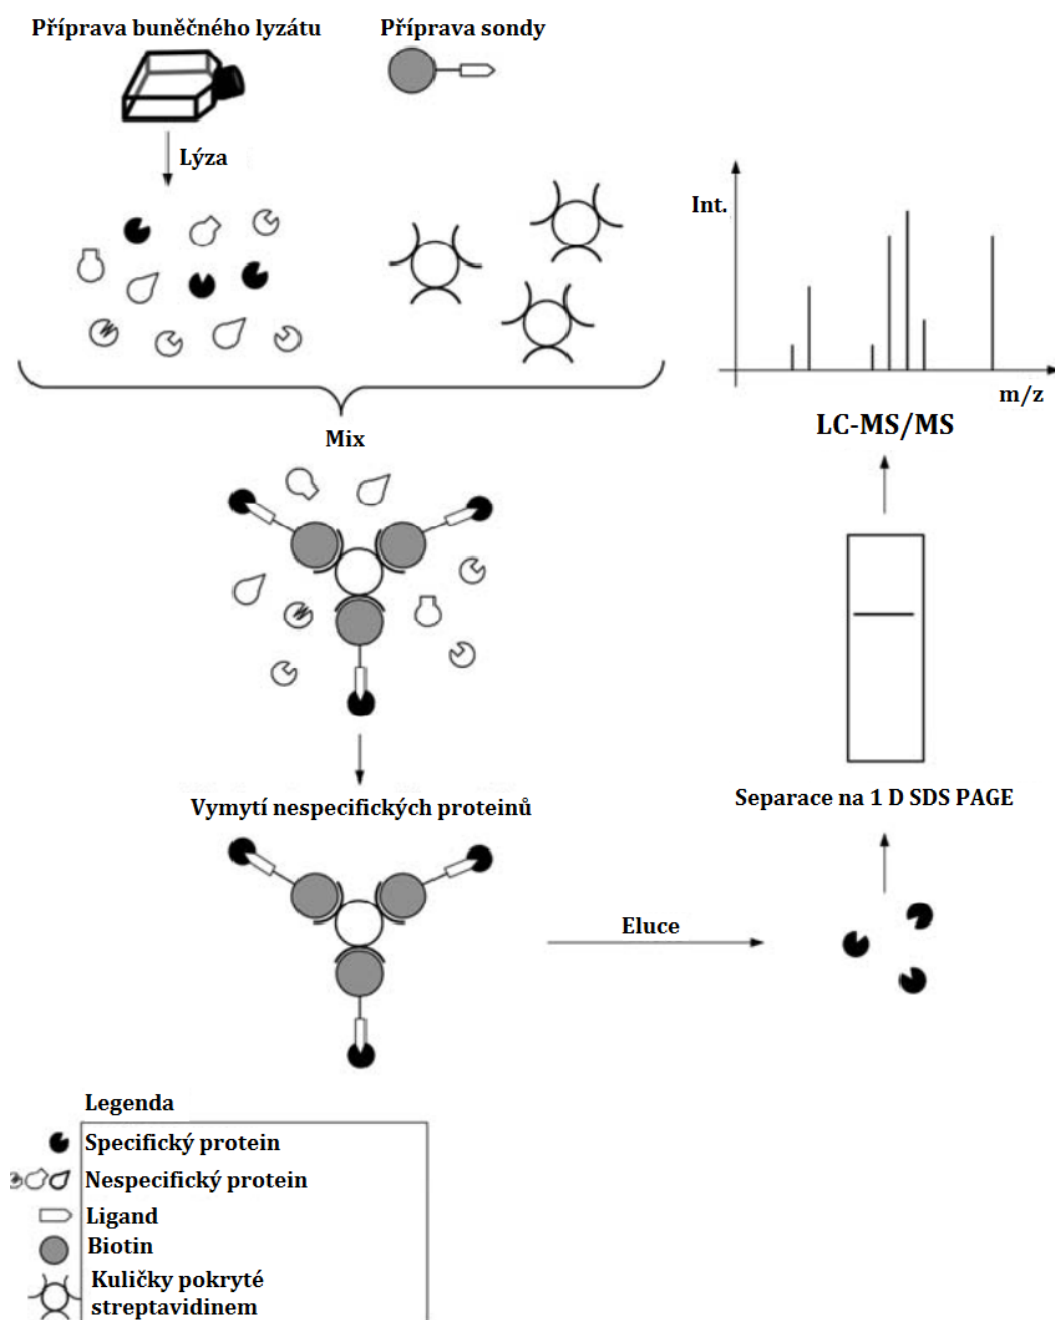 Příprava buněčného lyzátu
Příprava sondy
Lýza
Int.
m/z
LC-MS/MS
Mix
Vymytí nespecifických proteinů
Separace na 1 D SDS PAGE
Eluce
Legenda
Specifický protein
Nespecifický protein
Ligand
Biotin
Kuličky pokryté
streptavidinem